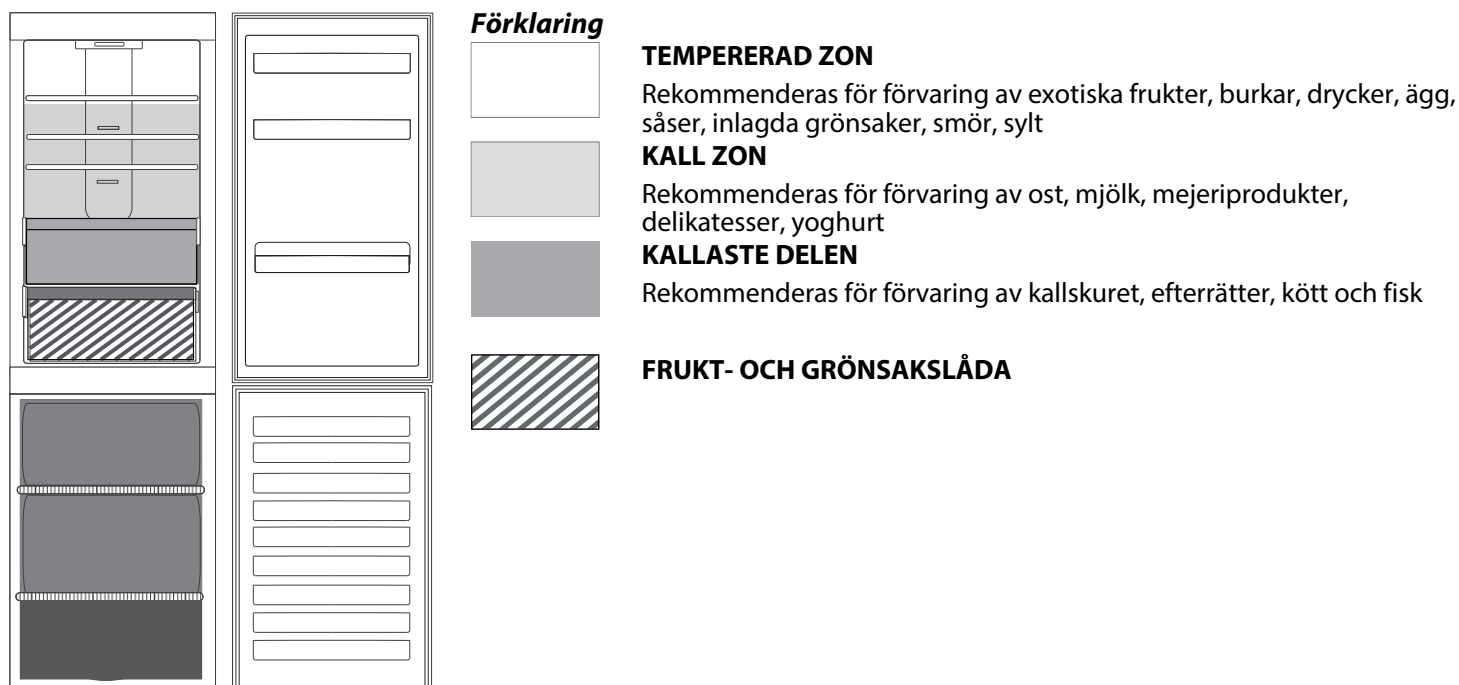 Förklaring
TEMPERERAD ZON
Rekommenderas för förvaring av exotiska frukter, burkar, drycker, ägg,
såser, inlagda grönsaker, smör, sylt
KALL ZON
Rekommenderas för förvaring av ost, mjölk, mejeriprodukter,
delikatesser, yoghurt
KALLASTE DELEN
Rekommenderas för förvaring av kallskuret, efterrätter, kött och fisk
FRUKT- OCH GRÖNSAKSLÅDA